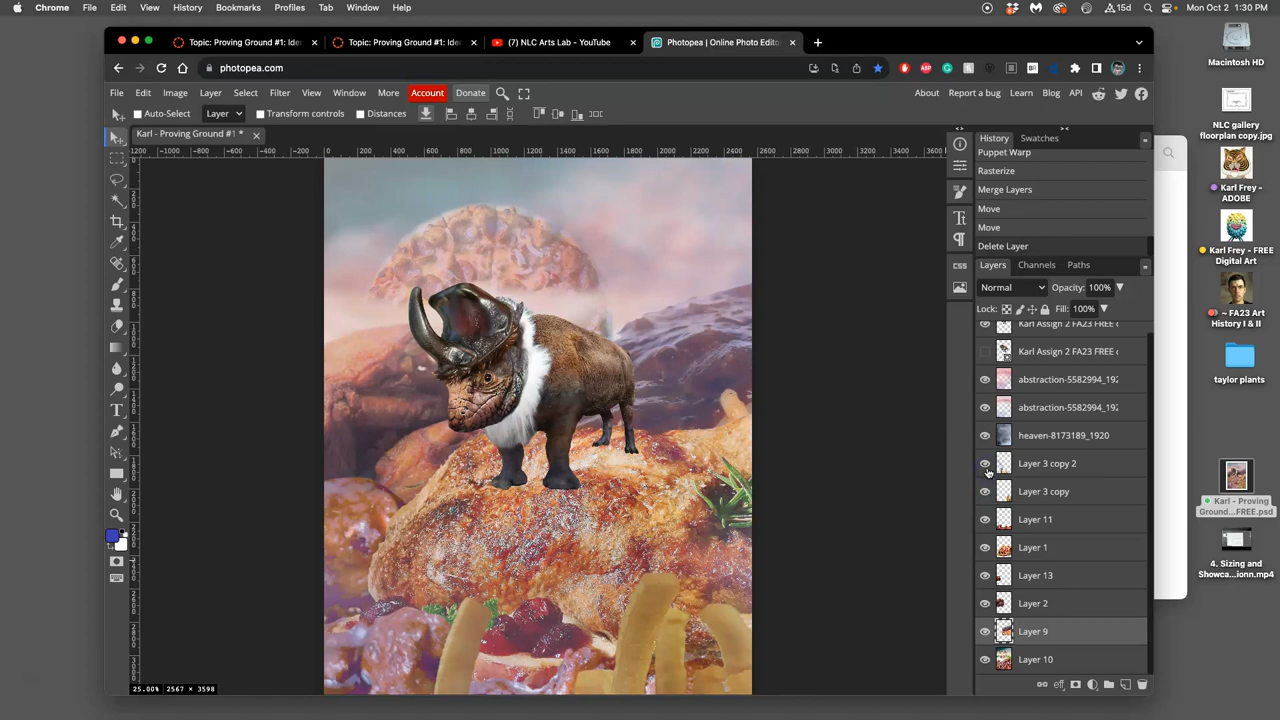 Chrome File Edit View History Bookmarks Profiles Tab Window Help 15d Mon Oct 2 1:30 PM
Topic: Proving Ground #1: Iden Topic: Proving Ground #1: Iden (7) NLC Arts Lab - YouTube Photopea | Online Photo Edito
photopea.com
File Edit Image Layer Select Filter View Window More Account Donate About Report a bug Learn Blog API
Auto-Select Layer Transform controls Distances
Karl - Proving Ground #1 *
History Swatches
Puppet Warp
Rasterize
Merge Layers
Move
Move
Delete Layer
Layers Channels Paths
CSS
Normal Opacity: 100%
Lock: Fill: 100%
Karl Assign 2 FA23 FREE c
Karl Assign 2 FA23 FREE c
abstraction-5582994_192
abstraction-5582994_192
heaven-8173189_1920
Layer 3 copy 2
Layer 3 copy
Layer 11
Layer 1
Layer 13
Layer 2
Layer 9
Layer 10
25.00% 2567 × 3598
Macintosh HD
NLC gallery
floorplan copy.jpg
Karl Frey -
ADOBE
Karl Frey - FREE
Digital Art
~ FA23 Art
History I & II
taylor plants
Karl - Proving
Ground...FREE.psd
4. Sizing and
Showca...ionn.mp4